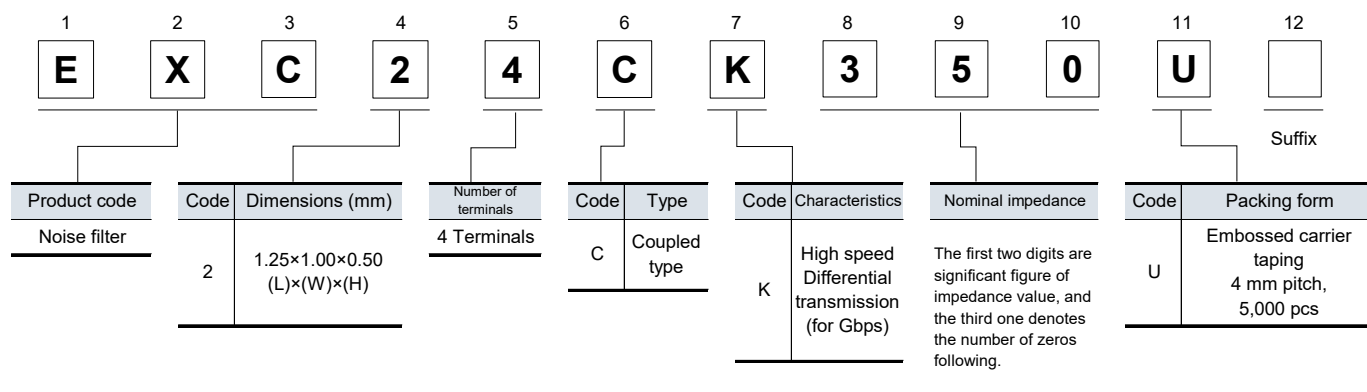 1 2 3 4 5 6 7 8 9 10 11 12
E X C 2 4 C K 3 5 0 U
Suffix
Product code
Noise filter
Code Dimensions (mm)
2
1.25×1.00×0.50
(L)×(W)×(H)
Number of
terminals
4 Terminals
Code Type
C
Coupled
type
Code Characteristics
K
High speed
Differential
transmission
(for Gbps)
Nominal impedance
The first two digits are
significant figure of
impedance value, and
the third one denotes
the number of zeros
following.
Code Packing form
U
Embossed carrier
taping
4 mm pitch,
5,000 pcs